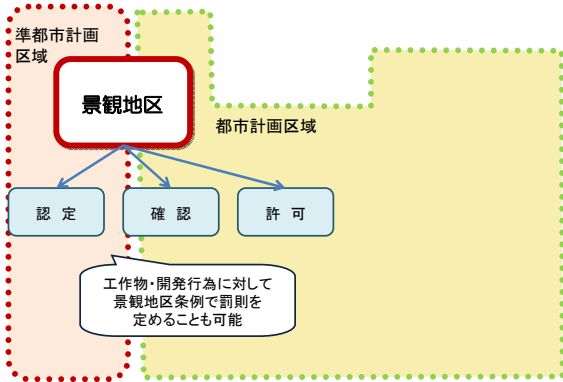 準都市計画
区域
景観地区
都市計画区域
認 定
確 認
許 可
工作物・開発行為に対して
景観地区条例で罰則を
定めることも可能